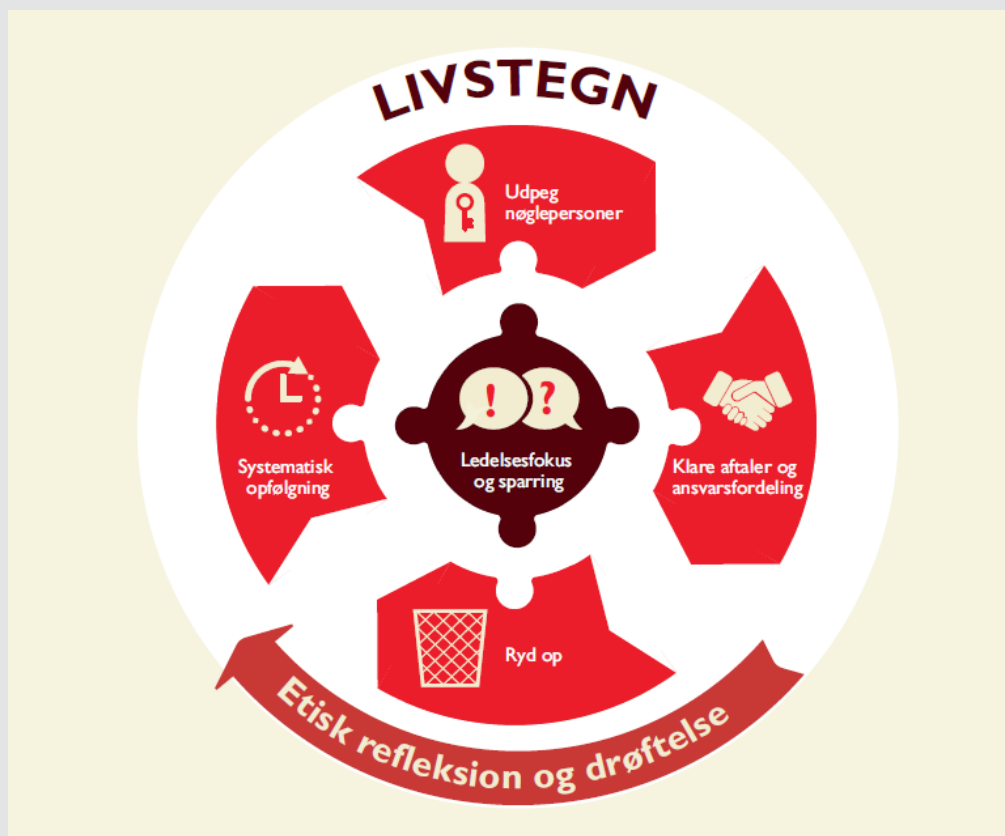 LIVSTEGN
Udpeg
nøglepersoner
Systematisk
opfølgning
!
?
Ledelsesfokus
og sparring
Klare aftaler og
ansvarsfordeling
Ryd op
Etisk refleksion og drøftelse